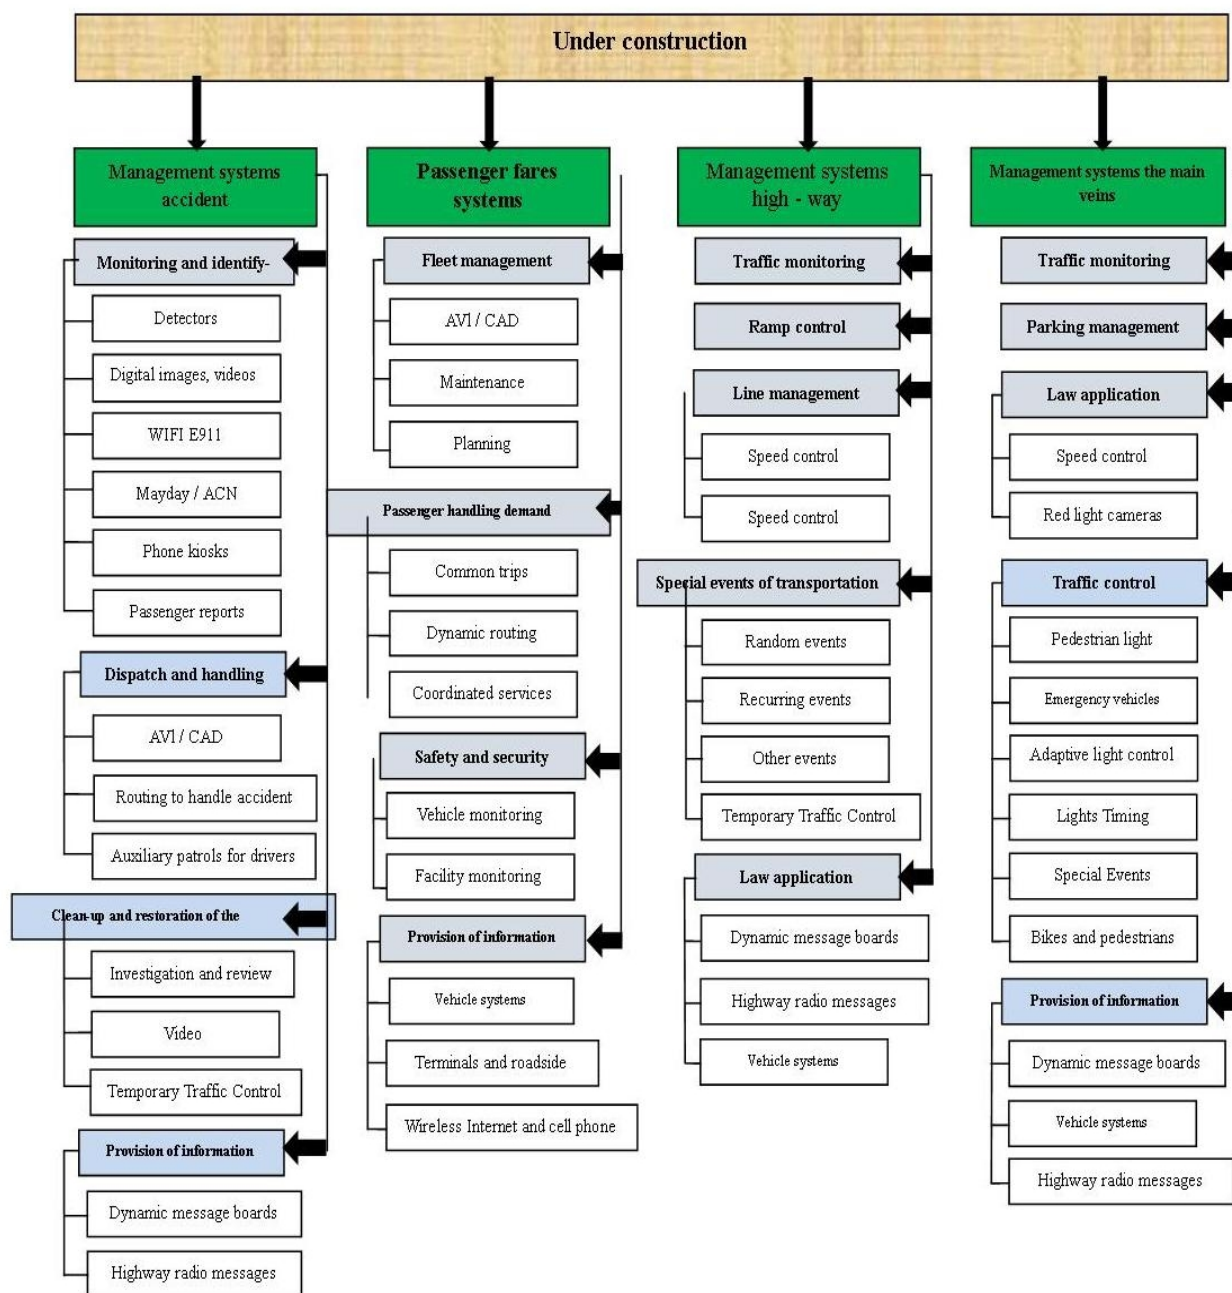 Under construction
Management systems
accident
Monitoring and identify-
Detectors
Digital images, videos
WIFI E911
Mayday / ACN
Phone kiosks
Passenger reports
Dispatch and handling
AVl / CAD
Routing to handle accident
Auxiliary patrols for drivers
Clean-up and restoration of the
Investigation and review
Video
Temporary Traffic Control
Provision of information
Dynamic message boards
Highway radio messages
Passenger fares
systems
Fleet management
AVl / CAD
Maintenance
Planning
Passenger handling demand
Common trips
Dynamic routing
Coordinated services
Safety and security
Vehicle monitoring
Facility monitoring
Provision of information
Vehicle systems
Terminals and roadside
Wireless Internet and cell phone
Management systems
high - way
Traffic monitoring
Ramp control
Line management
Speed control
Speed control
Special events of transportation
Random events
Recurring events
Other events
Temporary Traffic Control
Law application
Dynamic message boards
Highway radio messages
Vehicle systems
Management systems the main
veins
Traffic monitoring
Parking management
Law application
Speed control
Red light cameras
Traffic control
Pedestrian light
Emergency vehicles
Adaptive light control
Lights Timing
Special Events
Bikes and pedestrians
Provision of information
Dynamic message boards
Vehicle systems
Highway radio messages